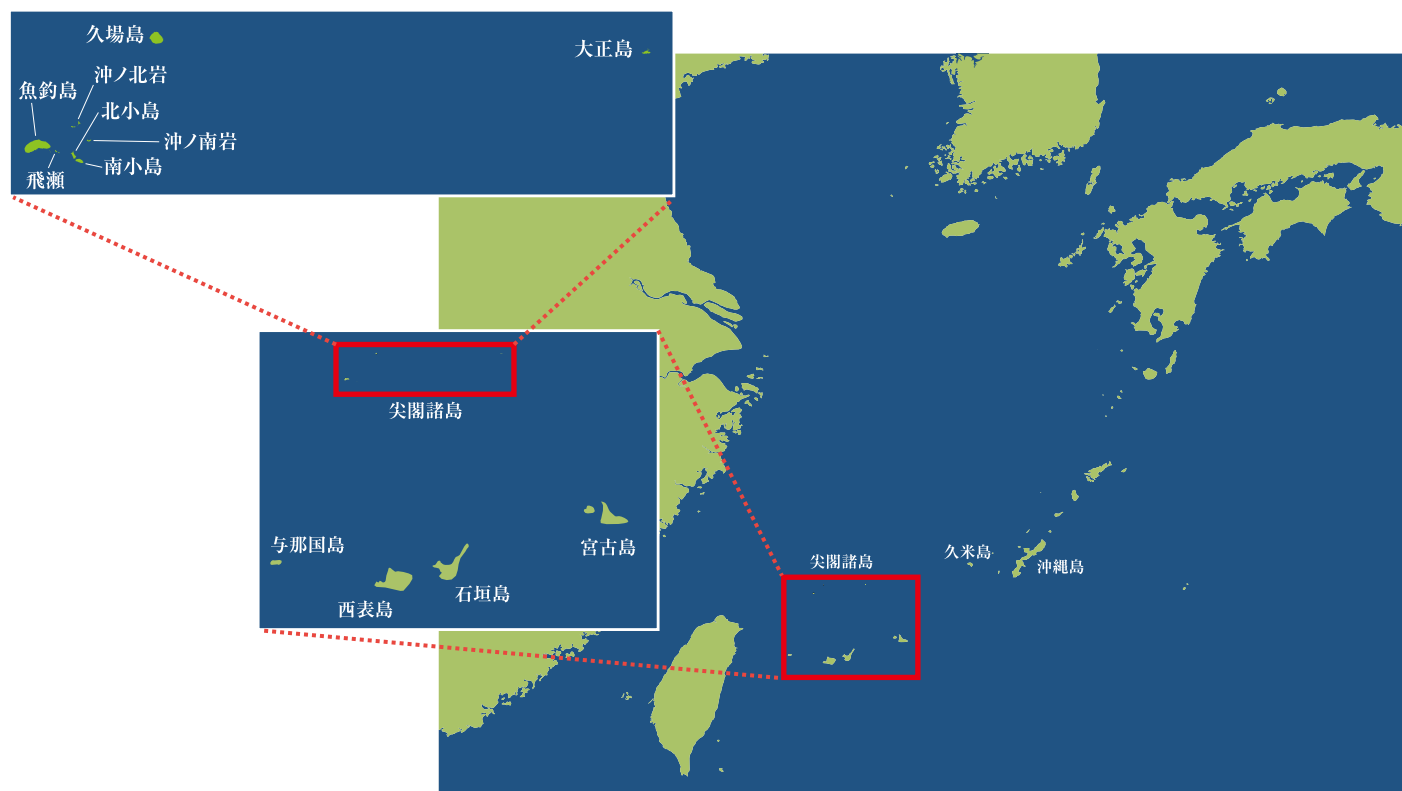 久場島
大正島
沖ノ北岩
魚釣島
北小島
沖ノ南岩
南小島
飛瀬
尖閣諸島
宮古島
与那国島
石垣島
西表島
久米島
尖閣諸島
沖縄島